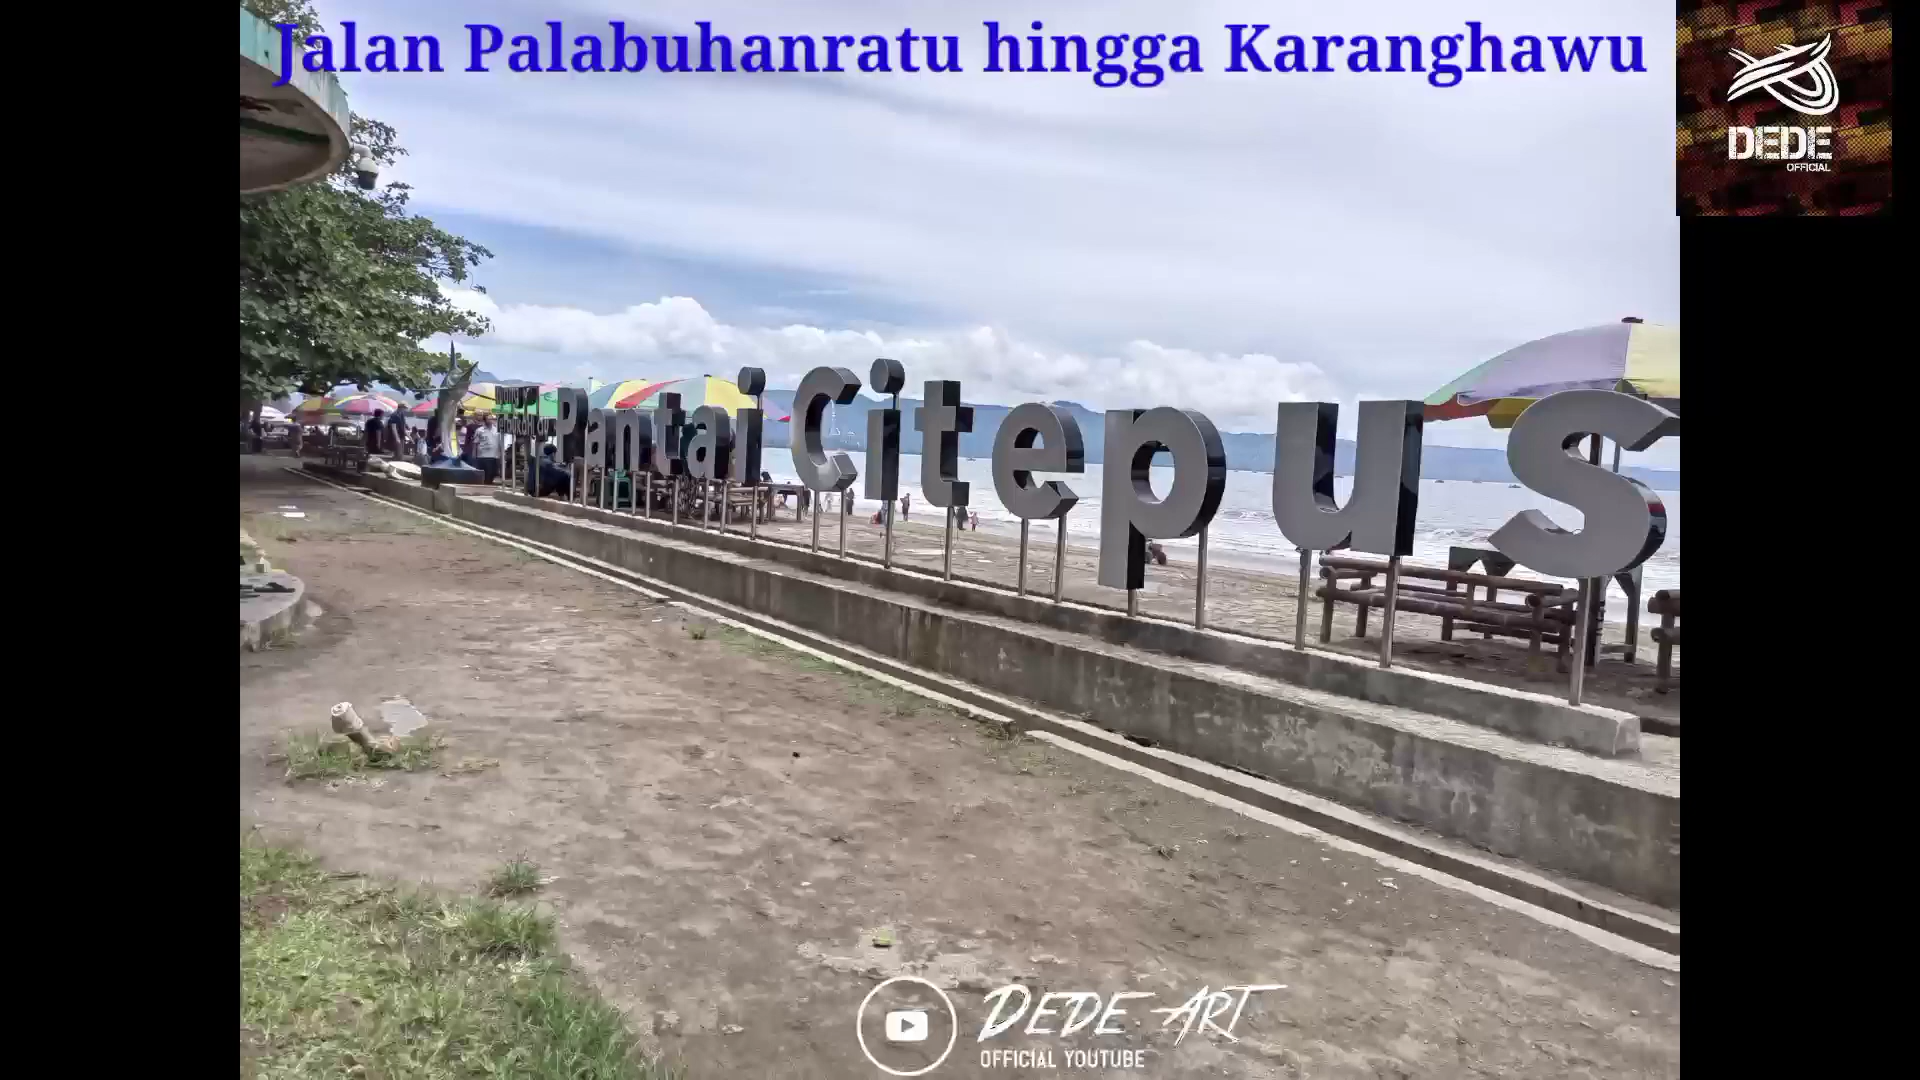 Jalan Palabuhanratu hingga Karanghawu
DEDE
OFFICIAL
Pantai Citepus
DEDE ART
OFFICIAL YOUTUBE